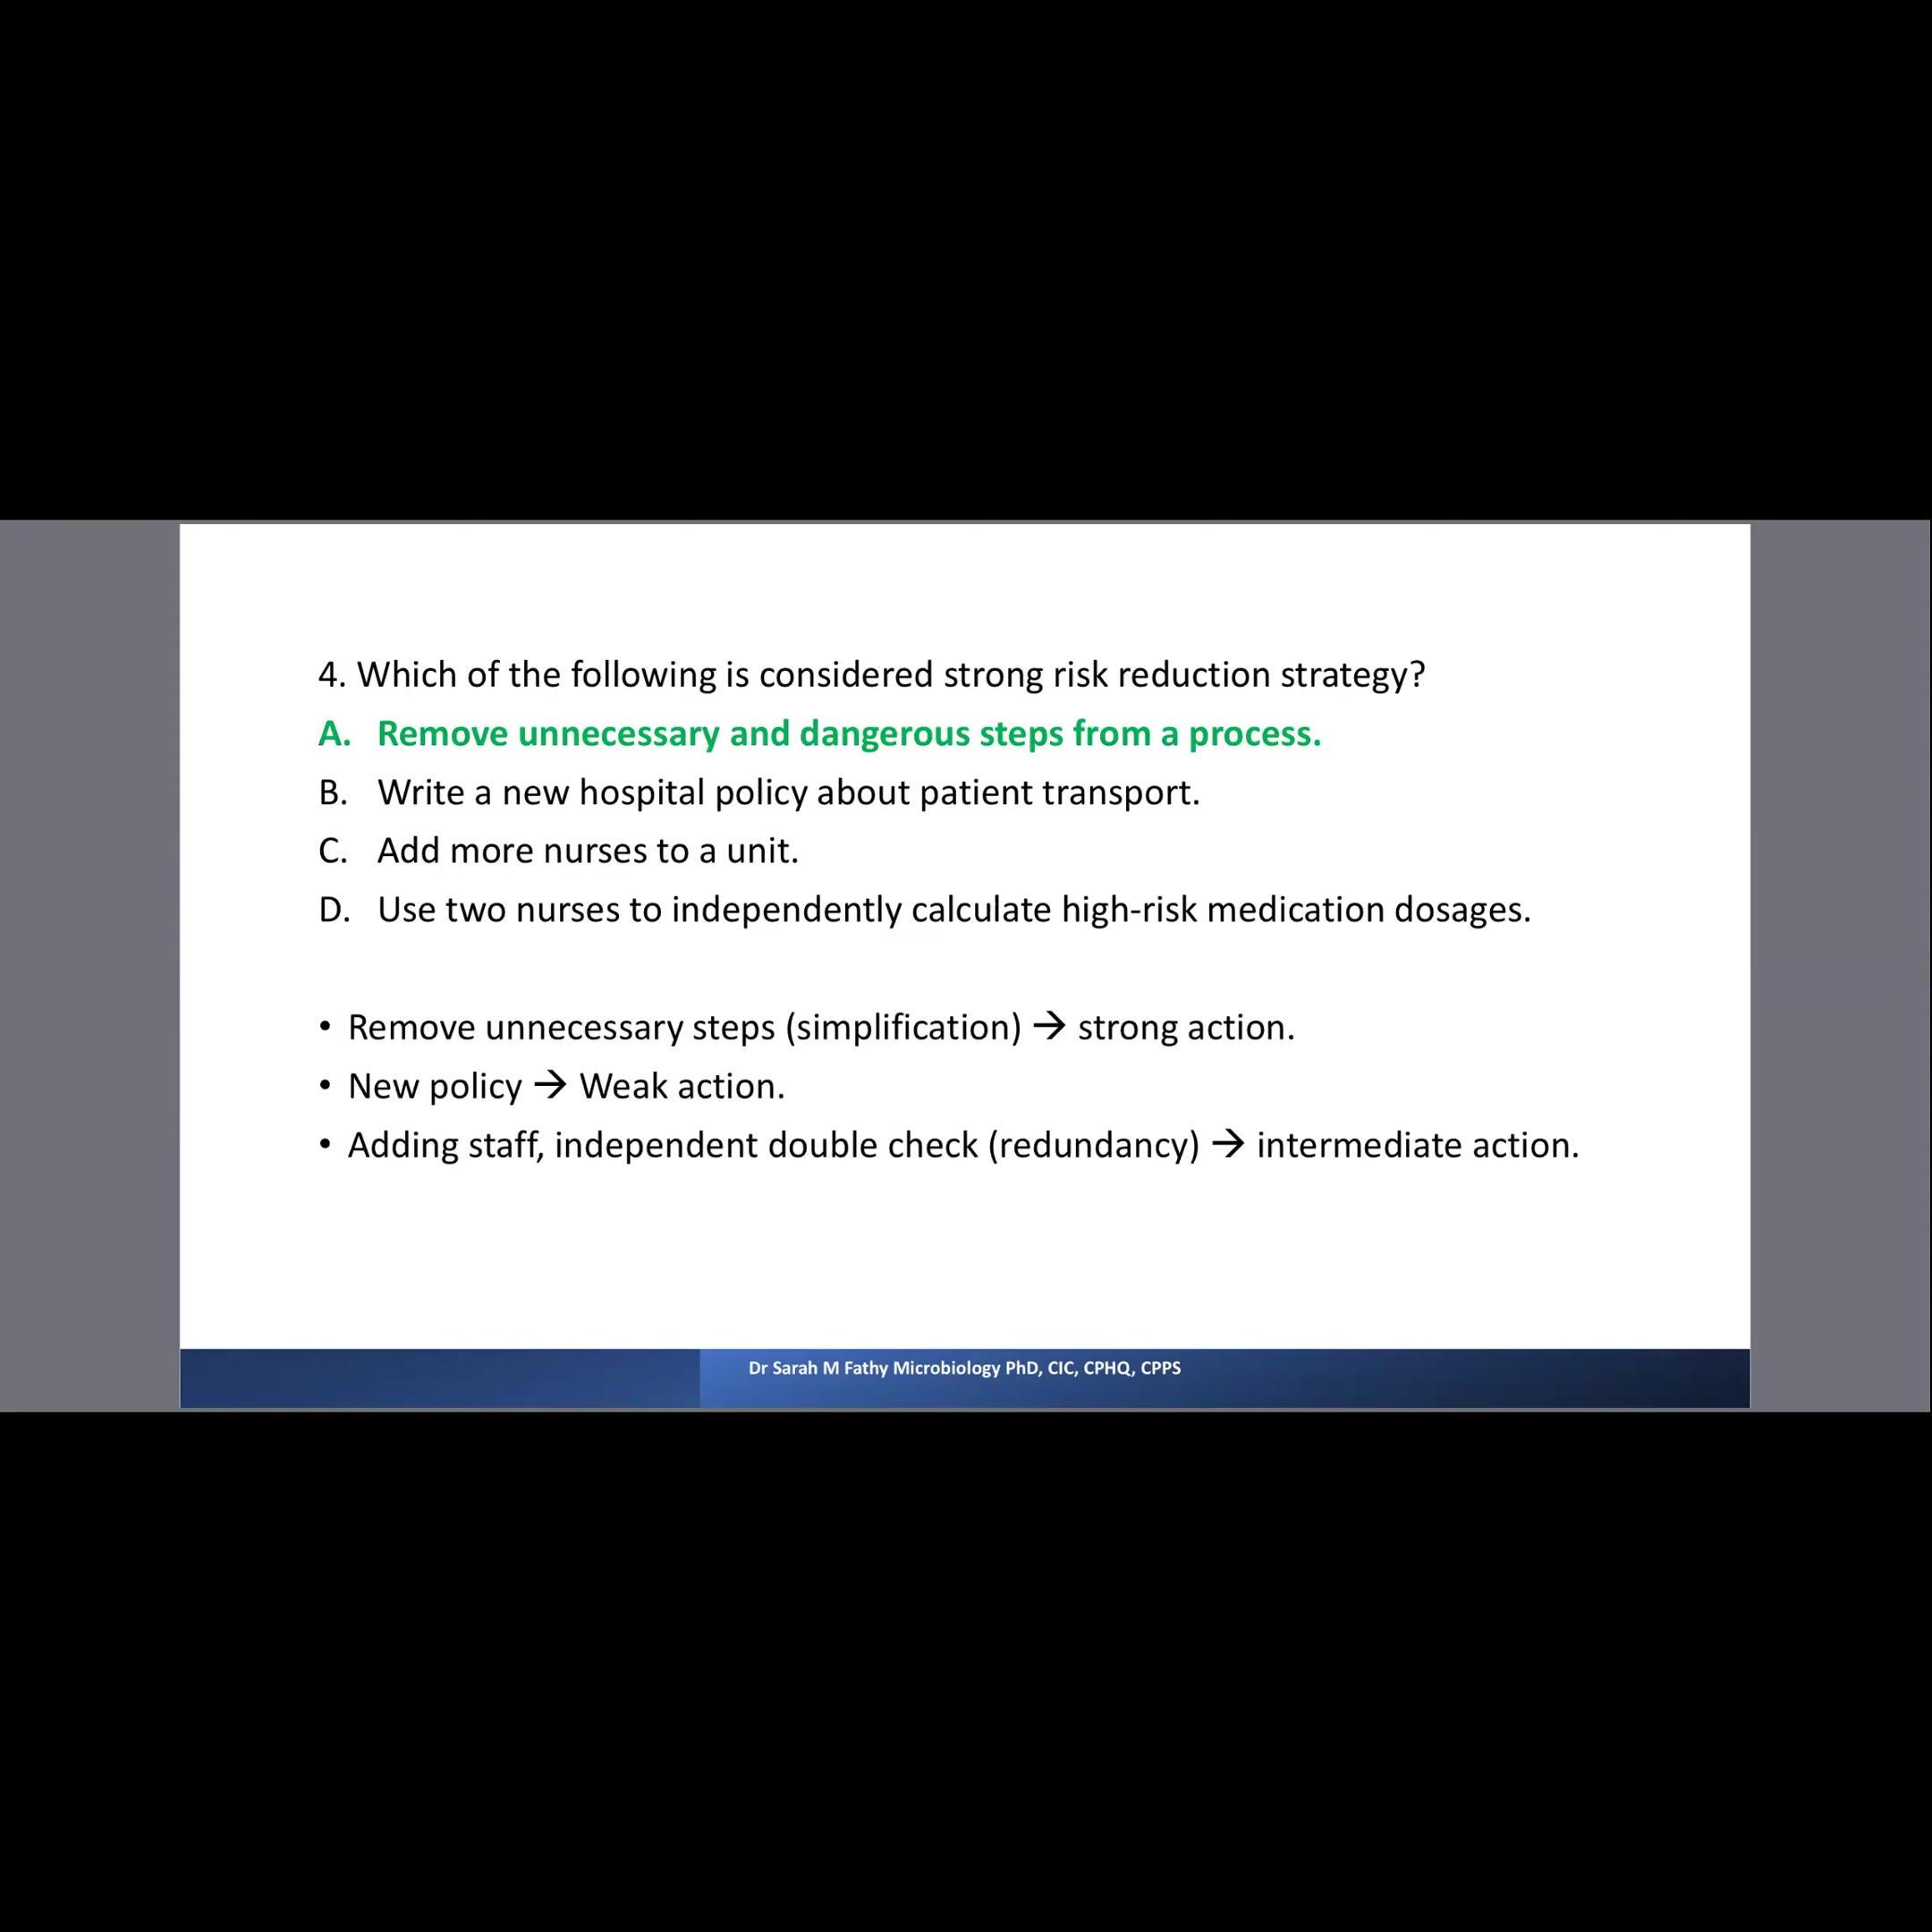 4. Which of the following is considered strong risk reduction strategy?
A. Remove unnecessary and dangerous steps from a process.
B. Write a new hospital policy about patient transport.
C. Add more nurses to a unit.
D. Use two nurses to independently calculate high-risk medication dosages.
• Remove unnecessary steps (simplification) → strong action.
• New policy → Weak action.
• Adding staff, independent double check (redundancy) → intermediate action.
Dr Sarah M Fathy Microbiology PhD, CIC, CPHQ, CPPS